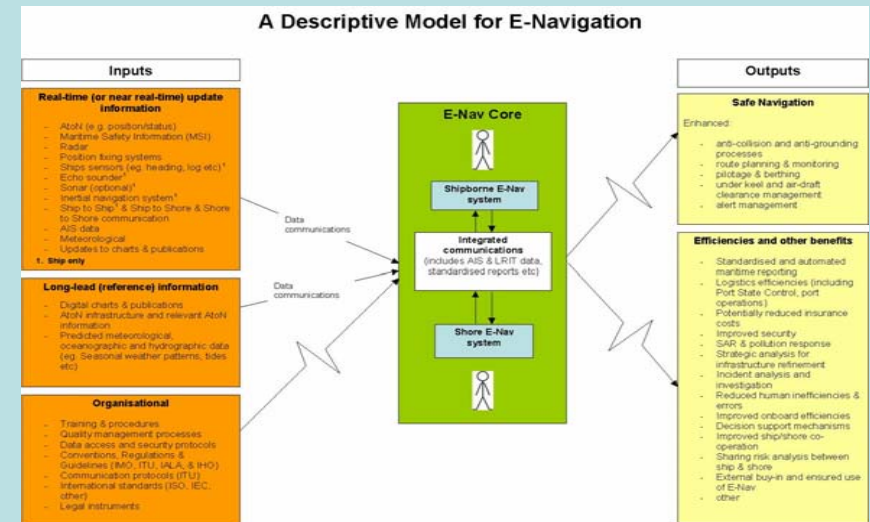 A Descriptive Model for E-Navigation
Inputs
Real-time (or near real-time) update
information
- AtoN (e.g. position/status)
- Maritime Safety Information (MSI)
- Radar
- Position fixing systems
- Ships sensors (eg. heading, log etc)¹
- Echo sounder¹
- Sonar (optional)¹
- Inertial navigation system¹
- Ship to Ship¹ & Ship to Shore & Shore
to Shore communication
- AIS data
- Meteorological
- Updates to charts & publications
1. Ship only
Long-lead (reference) information
- Digital charts & publications
- AtoN infrastructure and relevant AtoN
information
- Predicted meteorological,
oceanographic and hydrographic data
(eg. Seasonal weather patterns, tides
etc)
Organisational
- Training & procedures
- Quality management processes
- Data access and security protocols
- Conventions, Regulations &
Guidelines (IMO, ITU, IALA, & IHO)
- Communication protocols (ITU)
- International standards (ISO, IEC,
other)
- Legal instruments
Data
communications
Data
communications
E-Nav Core
Shipborne E-Nav
system
Integrated
communications
(includes AIS & LRIT data,
standardised reports etc)
Shore E-Nav
system
Outputs
Safe Navigation
Enhanced:
- anti-collision and anti-grounding
processes
- route planning & monitoring
- pilotage & berthing
- under keel and air-draft
clearance management
- alert management
Efficiencies and other benefits
- Standardised and automated
maritime reporting
- Logistics efficiencies (including
Port State Control, port
operations)
- Potentially reduced insurance
costs
- Improved security
- SAR & pollution response
- Strategic analysis for
infrastructure refinement
- Incident analysis and
investigation
- Reduced human inefficiencies &
errors
- Improved onboard efficiencies
- Decision support mechanisms
- Improved ship/shore co-
operation
- Sharing risk analysis between
ship & shore
- External buy-in and ensured use
of E-Nav
- other